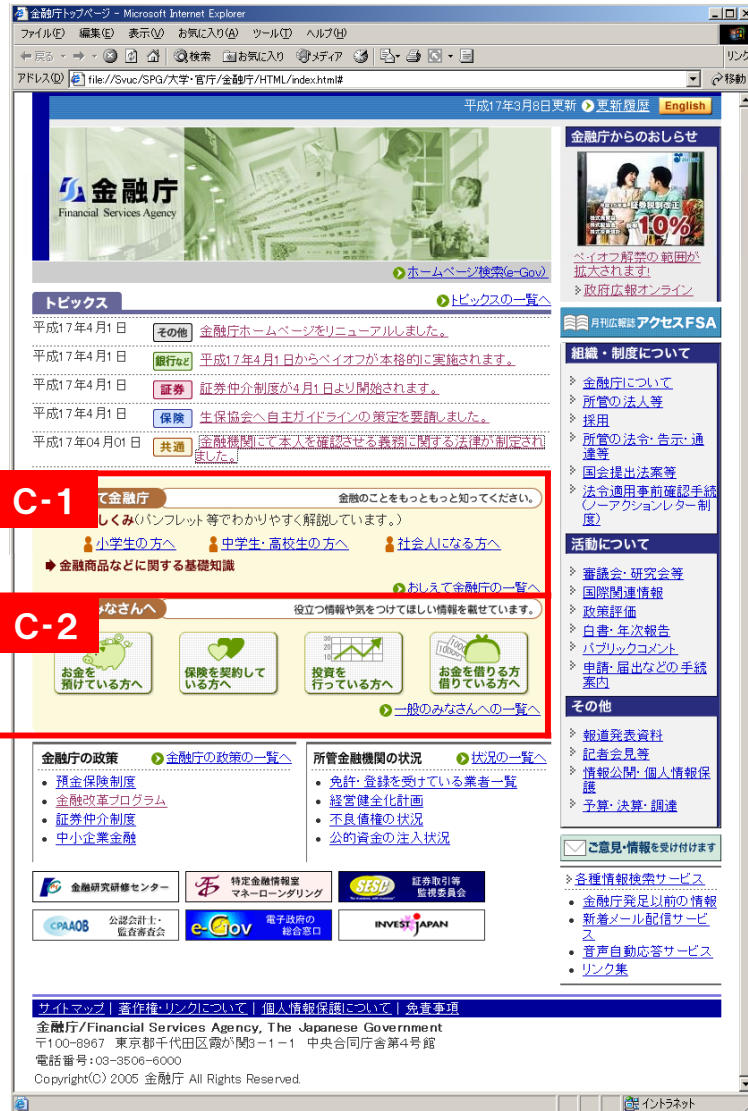 金融庁トップページ - Microsoft Internet Explorer
ファイル(F) 編集(E) 表示(V) お気に入り(A) ツール(T) ヘルプ(H)
戻る 検索 お気に入り メディア リンク
アドレス(D) file://Svuc/SPG/大学・官庁/金融庁/HTML/index.html# 移動
平成17年3月8日更新 更新履歴 English
金融庁
Financial Services Agency
ホームページ検索(e-Gov)
トピックス
トピックスの一覧へ
平成17年4月1日 その他 金融庁ホームページをリニューアルしました。
平成17年4月1日 銀行など 平成17年4月1日からペイオフが本格的に実施されます。
平成17年4月1日 証券 証券仲介制度が4月1日より開始されます。
平成17年4月1日 保険 生保協会へ自主ガイドラインの策定を要請しました。
平成17年04月01日 共通 金融機関にて本人を確認させる義務に関する法律が制定され
ました。
C-1
て金融庁 金融のことをもっともっと知ってください。
しくみ(パンフレット等でわかりやすく解説しています。)
小学生の方へ 中学生・高校生の方へ 社会人になる方へ
金融商品などに関する基礎知識
おしえて金融庁の一覧へ
C-2
みなさんへ 役立つ情報や気をつけてほしい情報を載せています。
お金を
預けている方へ
保険を契約して
いる方へ
30
20
10
投資を
行っている方へ
お金を借りる方
借りている方へ
一般のみなさんへの一覧へ
金融庁の政策 金融庁の政策の一覧へ
預金保険制度
金融改革プログラム
証券仲介制度
中小企業金融
所管金融機関の状況 状況の一覧へ
免許・登録を受けている業者一覧
経営健全化計画
不良債権の状況
公的資金の注入状況
金融研究研修センター
特定金融情報室
マネーローンダリング
SESC
証券取引等
監視委員会
CPAAOB
公認会計士・
監査審査会
e-Gov
電子政府の
総合窓口
INVEST JAPAN
金融庁からのおしらせ
証券税制改正
10%
ペイオフ解禁の範囲が
拡大されます!
政府広報オンライン
月刊広報誌 アクセスFSA
組織・制度について
金融庁について
所管の法人等
採用
所管の法令・告示・通
達等
国会提出法案等
法令適用事前確認手続
(ノーアクションレター制
度)
活動について
審議会・研究会等
国際関連情報
政策評価
白書・年次報告
パブリックコメント
申請・届出などの手続
案内
その他
報道発表資料
記者会見等
情報公開・個人情報保
護
予算・決算・調達
ご意見・情報を受け付けます
各種情報検索サービス
金融庁発足以前の情報
新着メール配信サービ
ス
音声自動応答サービス
リンク集
サイトマップ | 著作権・リンクについて | 個人情報保護について | 免責事項
金融庁/Financial Services Agency, The Japanese Government
〒100-8967 東京都千代田区霞が関3-1-1 中央合同庁舎第4号館
電話番号:03-3506-6000
Copyright(C) 2005 金融庁 All Rights Reserved.
イントラネット